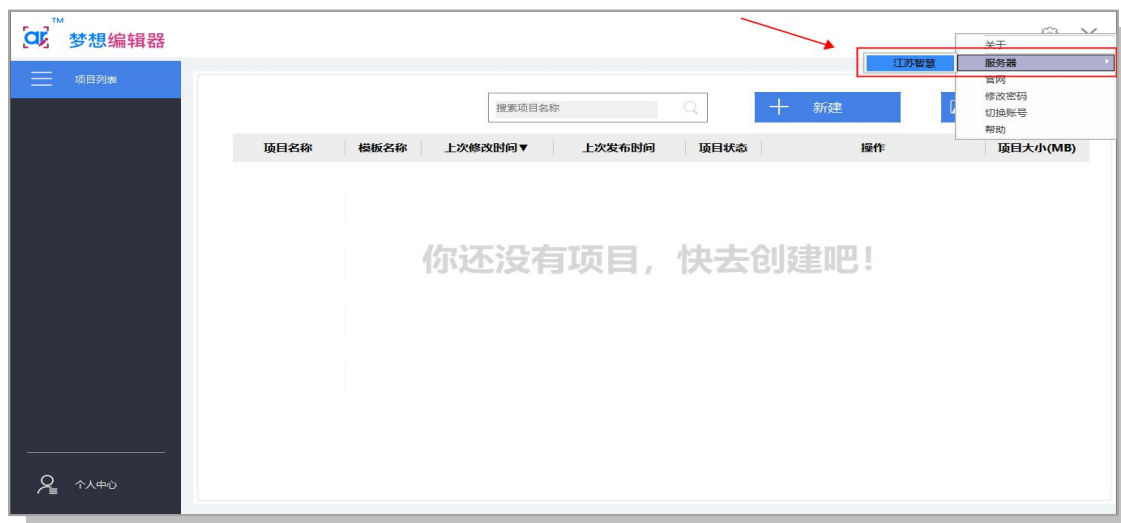 TM
ar 梦想编辑器
关于
江苏智慧 服务器
官网
修改密码
切换账号
帮助
项目列表
搜索项目名称
新建
项目名称 模板名称 上次修改时间▼ 上次发布时间 项目状态 操作 项目大小(MB)
你还没有项目，快去创建吧！
个人中心